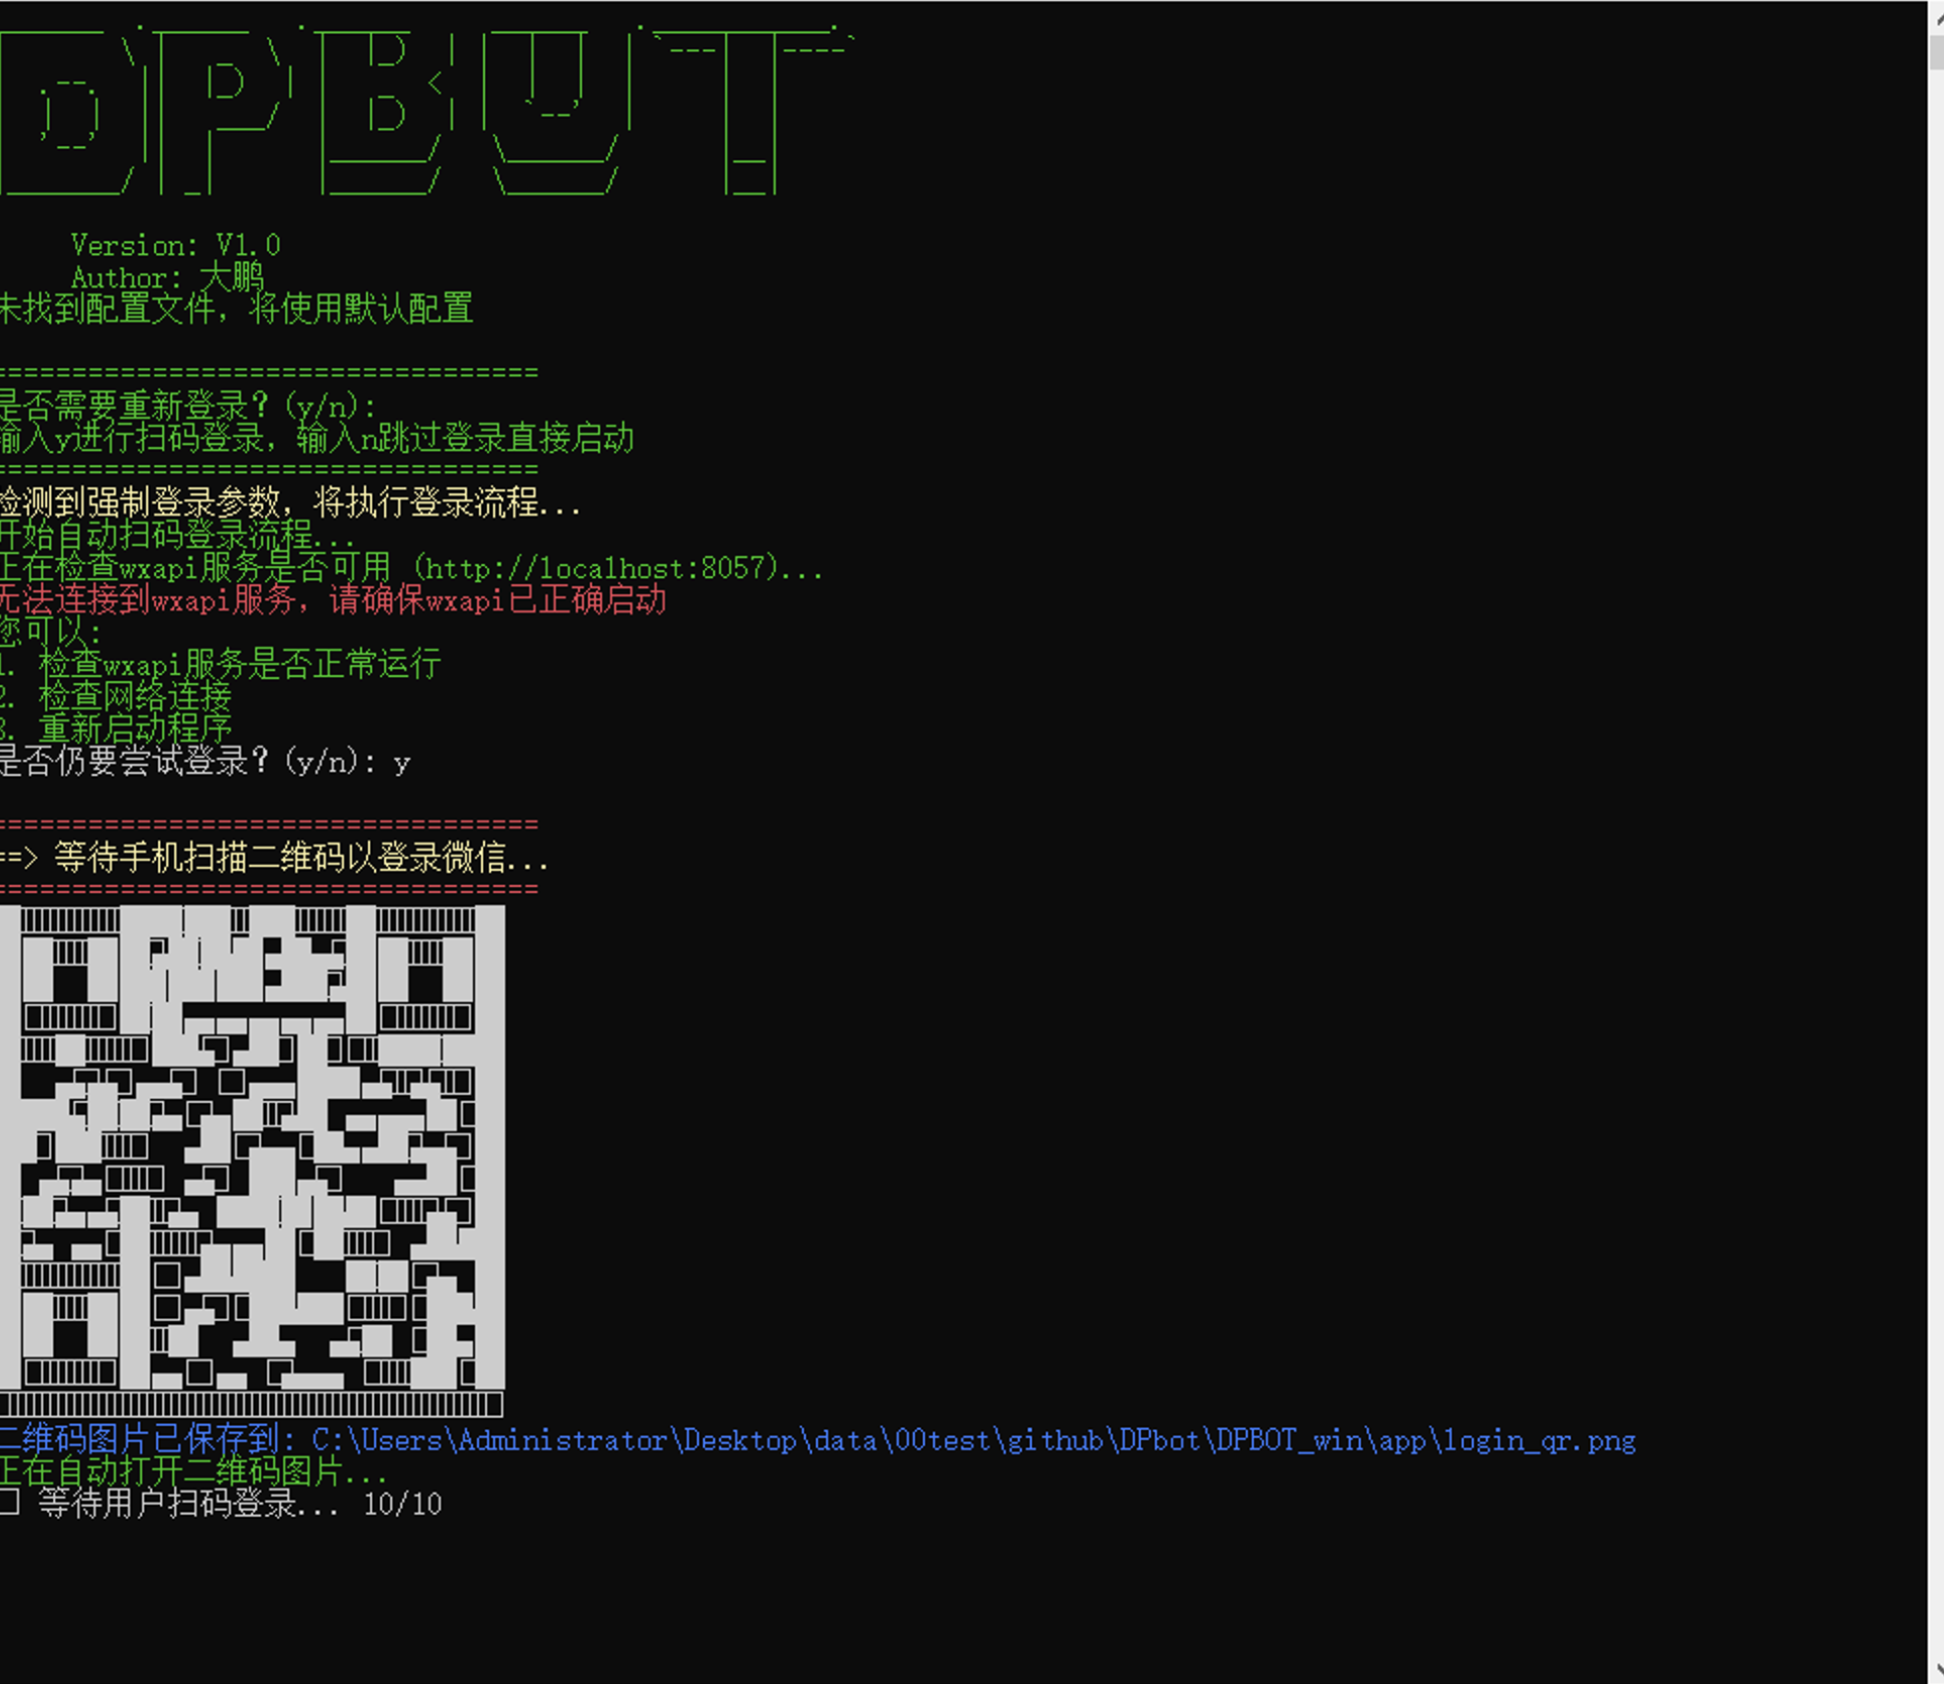 DPBUT
Version: V1.0
Author: 大鹏
未找到配置文件，将使用默认配置
==================================
是否需要重新登录？(y/n):
输入y进行扫码登录，输入n跳过登录直接启动
==================================
检测到强制登录参数，将执行登录流程...
开始自动扫码登录流程...
正在检查wxapi服务是否可用 (http://localhost:8057)...
无法连接到wxapi服务，请确保wxapi已正确启动
您可以:
1. 检查wxapi服务是否正常运行
2. 检查网络连接
3. 重新启动程序
是否仍要尝试登录？(y/n): y
==================================
==> 等待手机扫描二维码以登录微信...
==================================
二维码图片已保存到: C:\Users\Administrator\Desktop\data\00test\github\DPbot\DPBOT_win\app\login_qr.png
正在自动打开二维码图片...
□ 等待用户扫码登录... 10/10